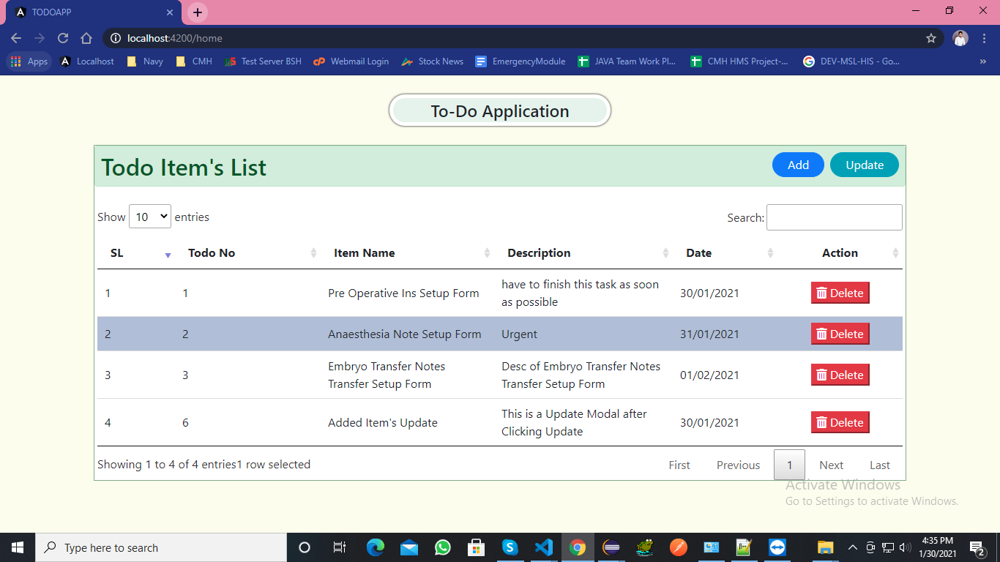 TODOAPP
localhost:4200/home
Apps Localhost Navy CMH Test Server BSH Webmail Login Stock News EmergencyModule JAVA Team Work Pl... CMH HMS Project-... DEV-MSL-HIS - Go... »
To-Do Application
Todo Item's List Add Update
Show 10 entries Search:
SL Todo No Item Name Description Date Action
1 1 Pre Operative Ins Setup Form have to finish this task as soon 30/01/2021 Delete
as possible
2 2 Anaesthesia Note Setup Form Urgent 31/01/2021 Delete
3 3 Embryo Transfer Notes Desc of Embryo Transfer Notes 01/02/2021 Delete
Transfer Setup Form Transfer Setup Form
4 6 Added Item's Update This is a Update Modal after 30/01/2021 Delete
Clicking Update
Showing 1 to 4 of 4 entries1 row selected First Previous 1 Next Last
Activate Windows
Go to Settings to activate Windows.
Type here to search 4:35 PM
1/30/2021 2